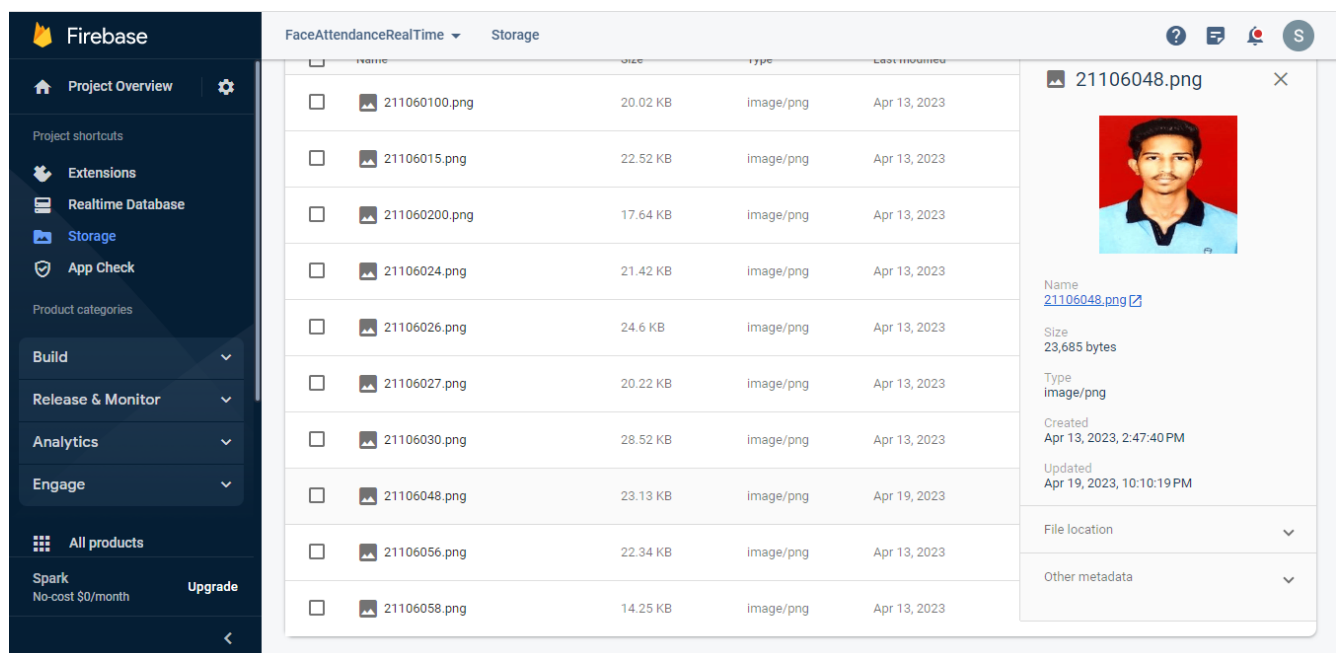 Firebase
FaceAttendanceRealTime Storage
S
Project Overview
Project shortcuts
Extensions
Realtime Database
Storage
App Check
Product categories
Build
Release & Monitor
Analytics
Engage
All products
Spark
No-cost $0/month
Upgrade
Name Size Type Last modified
211060100.png 20.02 KB image/png Apr 13, 2023
21106015.png 22.52 KB image/png Apr 13, 2023
211060200.png 17.64 KB image/png Apr 13, 2023
21106024.png 21.42 KB image/png Apr 13, 2023
21106026.png 24.6 KB image/png Apr 13, 2023
21106027.png 20.22 KB image/png Apr 13, 2023
21106030.png 28.52 KB image/png Apr 13, 2023
21106048.png 23.13 KB image/png Apr 19, 2023
21106056.png 22.34 KB image/png Apr 13, 2023
21106058.png 14.25 KB image/png Apr 13, 2023
21106048.png
Name
21106048.png
Size
23,685 bytes
Type
image/png
Created
Apr 13, 2023, 2:47:40 PM
Updated
Apr 19, 2023, 10:10:19 PM
File location
Other metadata